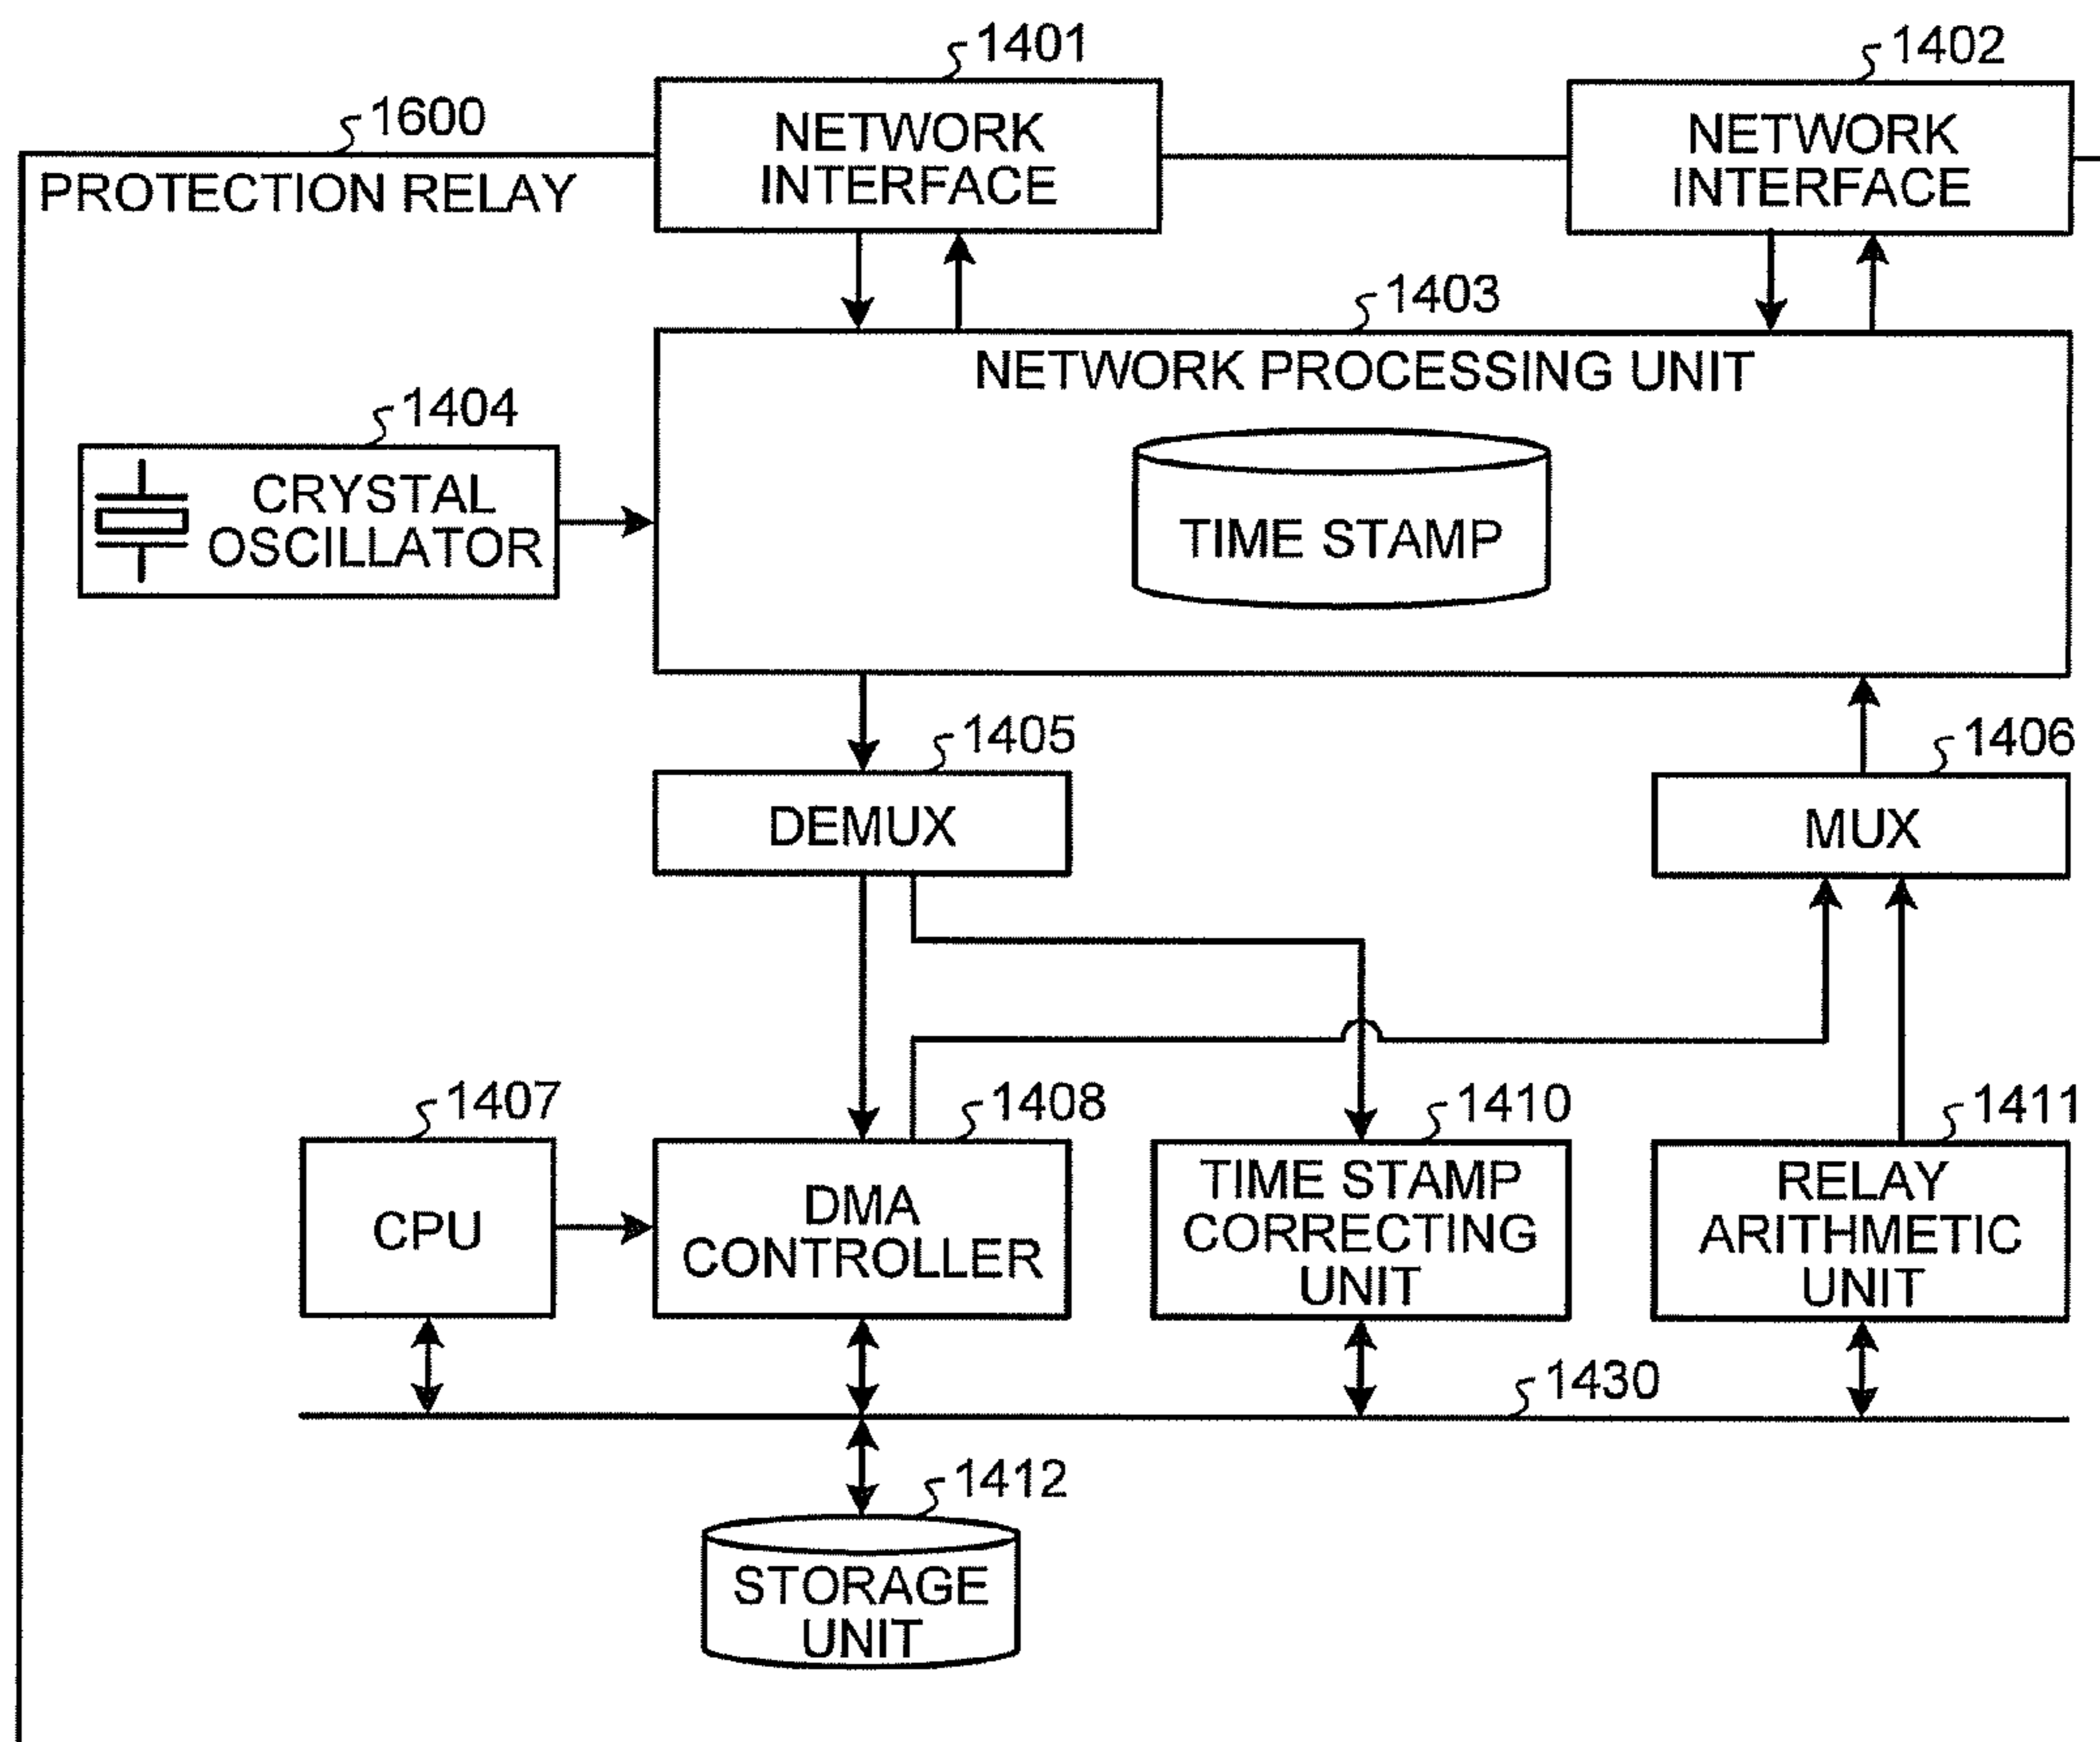 1401
1402
1600
NETWORK
INTERFACE
NETWORK
INTERFACE
PROTECTION RELAY
1403
NETWORK PROCESSING UNIT
1404
CRYSTAL
OSCILLATOR
TIME STAMP
1405
1406
DEMUX
MUX
1407
1408
1410
1411
CPU
DMA
CONTROLLER
TIME STAMP
CORRECTING
UNIT
RELAY
ARITHMETIC
UNIT
1430
1412
STORAGE
UNIT